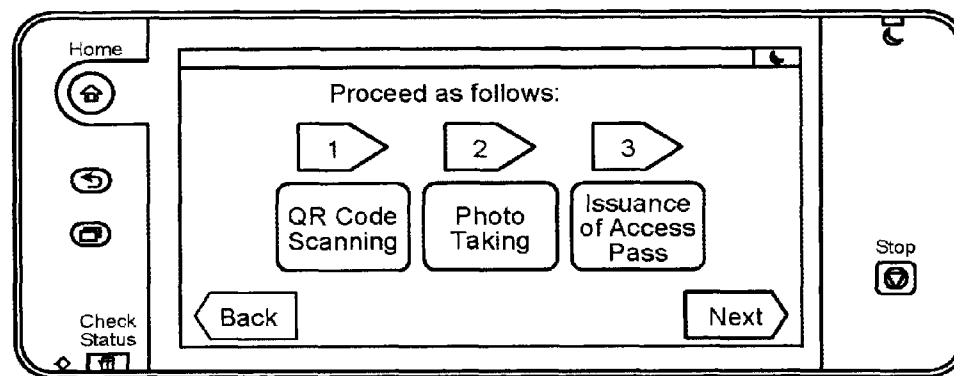 Home
Proceed as follows:
1 2 3
QR Code
Scanning
Photo
Taking
Issuance
of Access
Pass
Back
Next
Check
Status
Stop